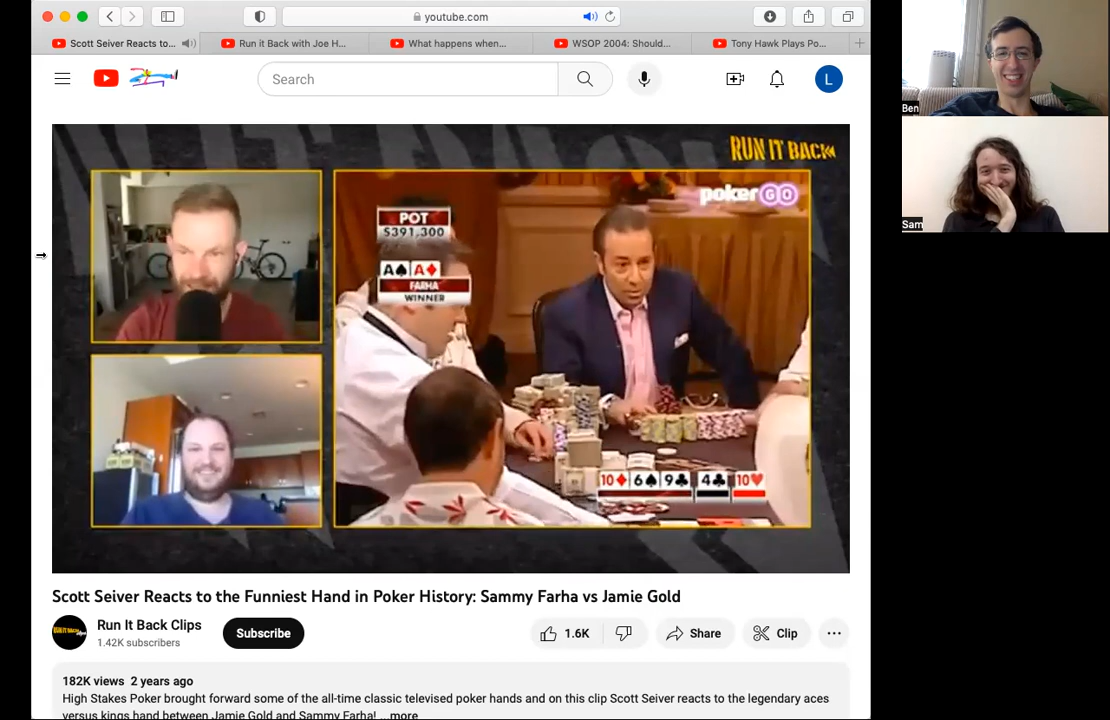 youtube.com
Scott Seiver Reacts to...
Run it Back with Joe H...
What happens when...
WSOP 2004: Should...
Tony Hawk Plays Po...
Search
L
RUN IT BACK
pokerGO
POT
$391,300
A♠ A♦
FARHA
WINNER
10♦ 6♠ 9♣ 4♣ 10♥
Scott Seiver Reacts to the Funniest Hand in Poker History: Sammy Farha vs Jamie Gold
Run It Back Clips
1.42K subscribers
Subscribe
1.6K
Share
Clip
182K views 2 years ago
High Stakes Poker brought forward some of the all-time classic televised poker hands and on this clip Scott Seiver reacts to the legendary aces
versus kings hand between Jamie Gold and Sammy Farha! ...more
Ben
Sam